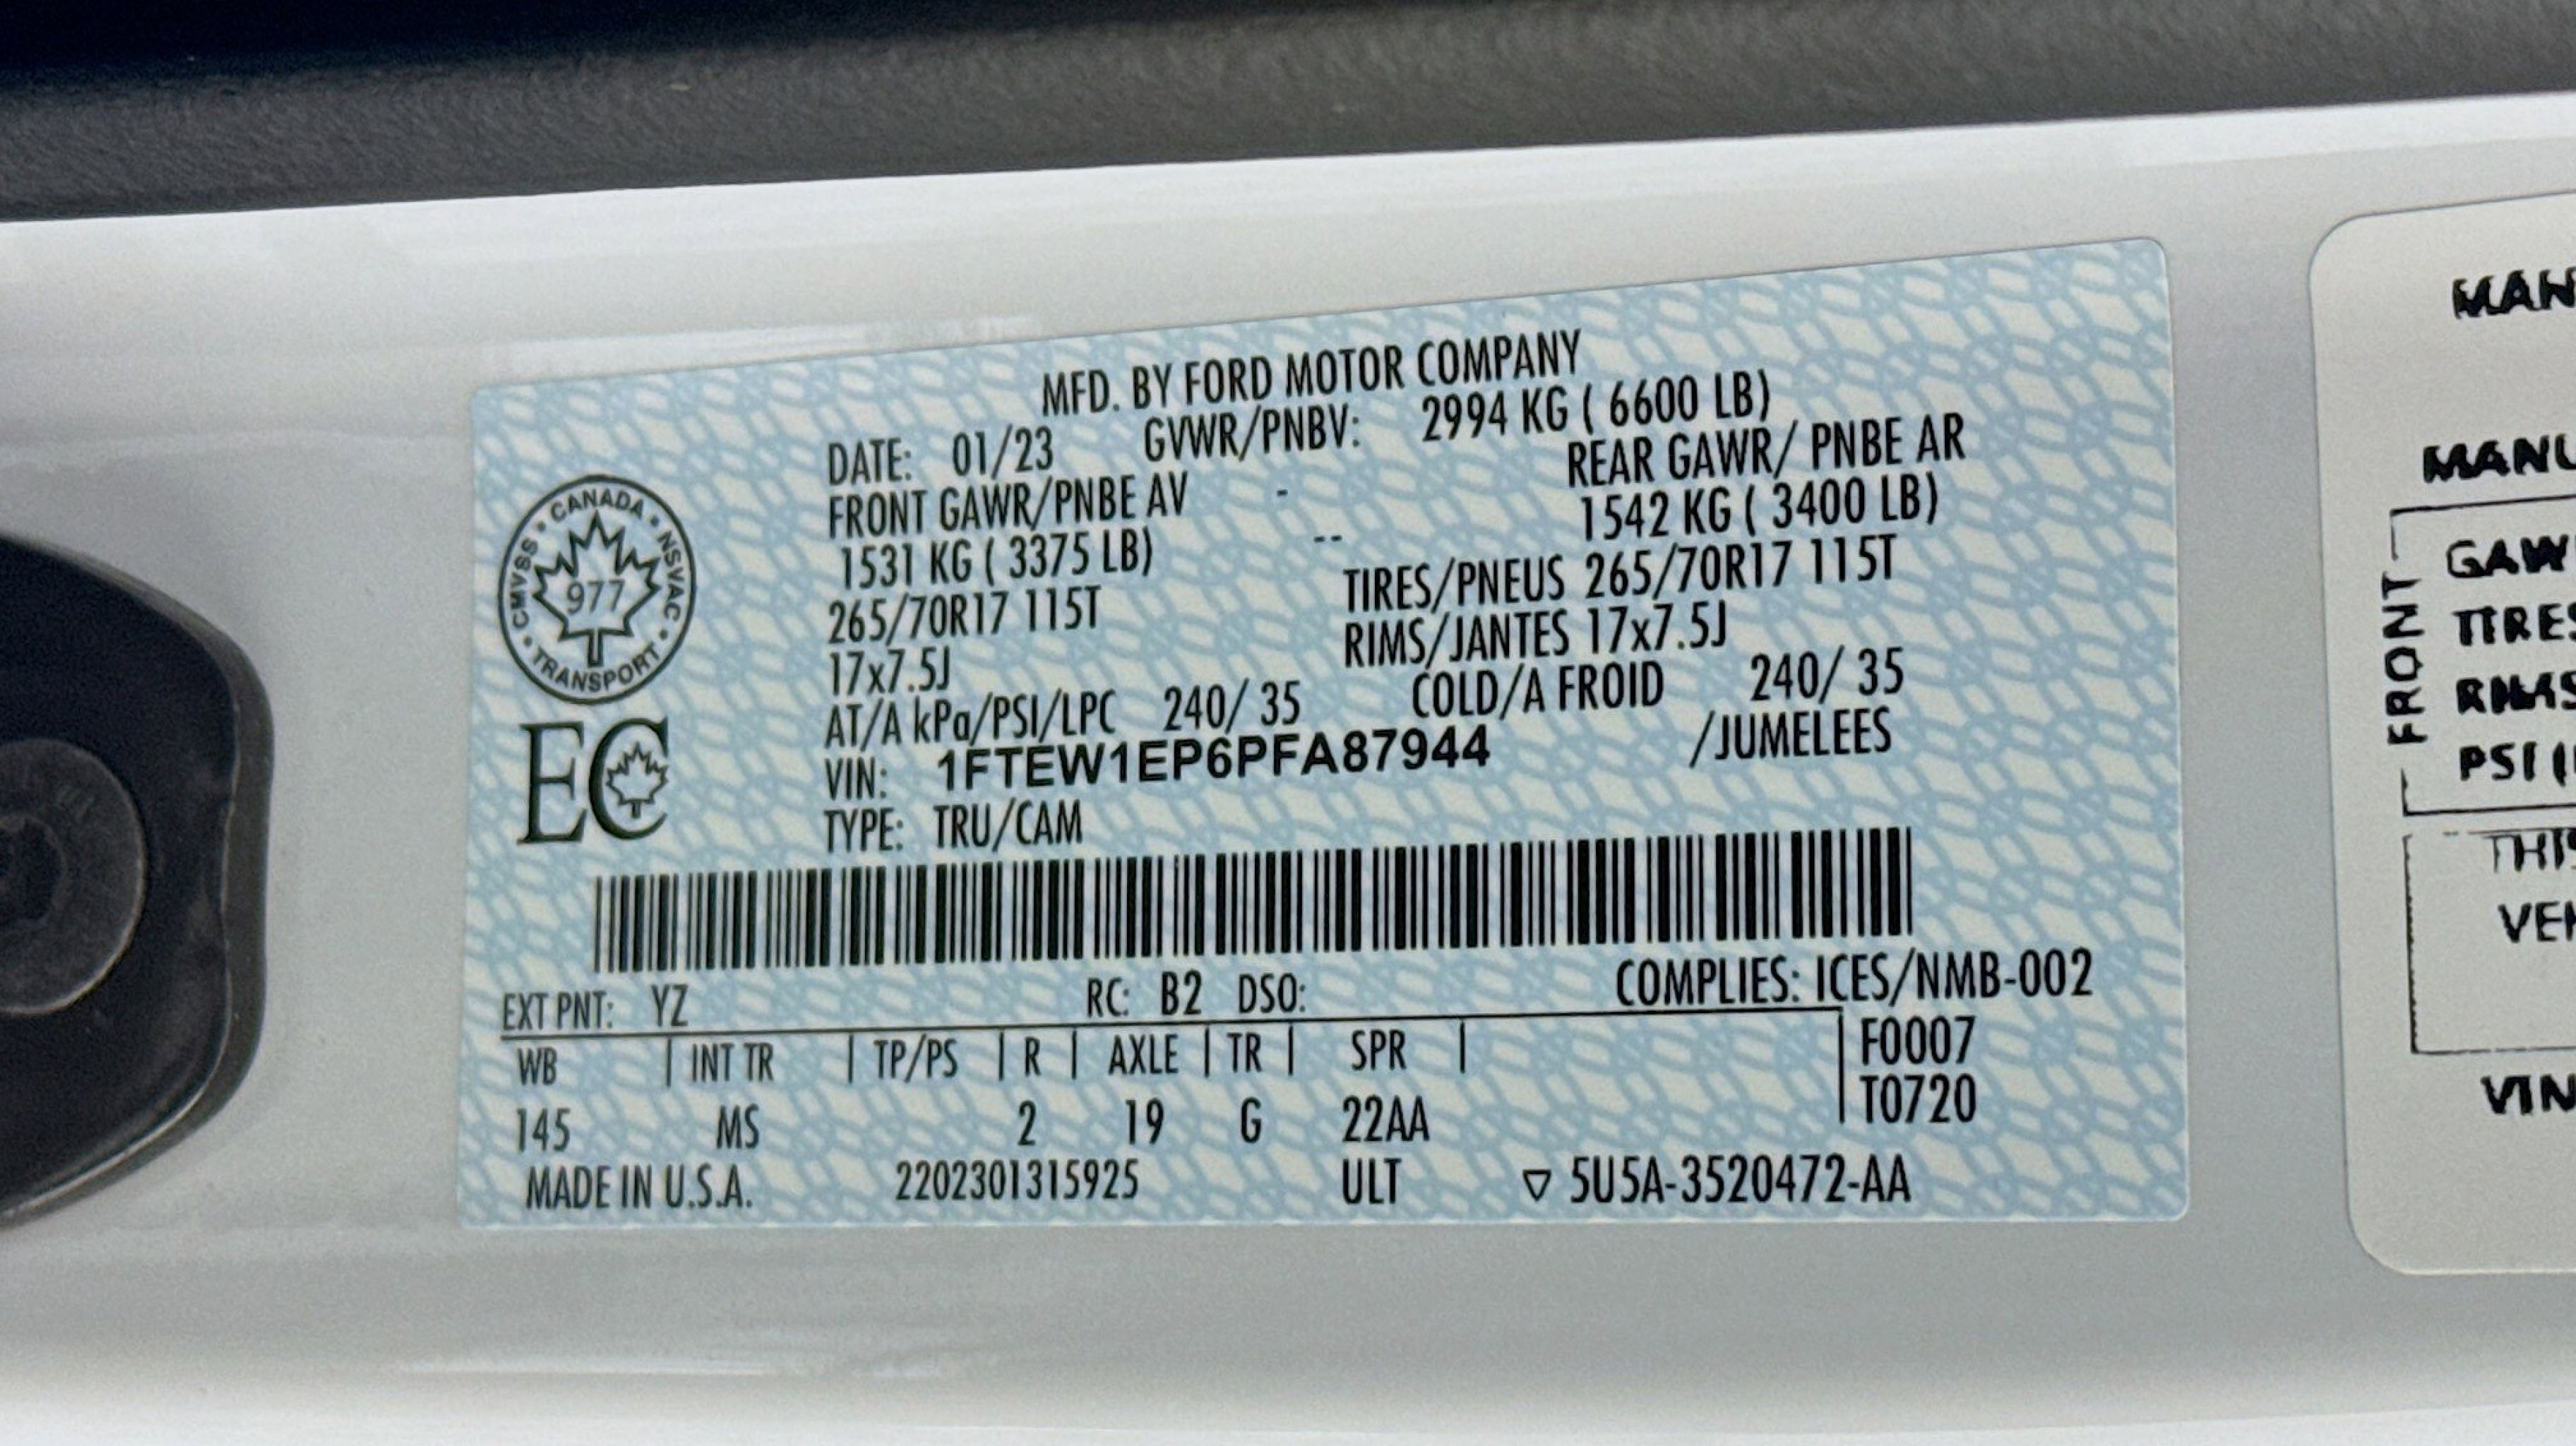 MFD. BY FORD MOTOR COMPANY
DATE: 01/23 GVWR/PNBV: 2994 KG ( 6600 LB)
FRONT GAWR/PNBE AV - REAR GAWR/ PNBE AR
1531 KG ( 3375 LB) -- 1542 KG ( 3400 LB)
265/70R17 115T TIRES/PNEUS 265/70R17 115T
17x7.5J RIMS/JANTES 17x7.5J
AT/A kPa/PSI/LPC 240/ 35 COLD/A FROID 240/ 35
VIN: 1FTEW1EP6PFA87944 /JUMELEES
TYPE: TRU/CAM
CANADA • NSVAC • TRANSPORT • CMVSS •
977
EC
EXT PNT: YZ RC: B2 DSO: COMPLIES: ICES/NMB-002
WB | INT TR | TP/PS | R | AXLE | TR | SPR | F0007
145 MS 2 19 G 22AA T0720
MADE IN U.S.A. 2202301315925 ULT ▽ 5U5A-3520472-AA
FRONT
PSI
VIN